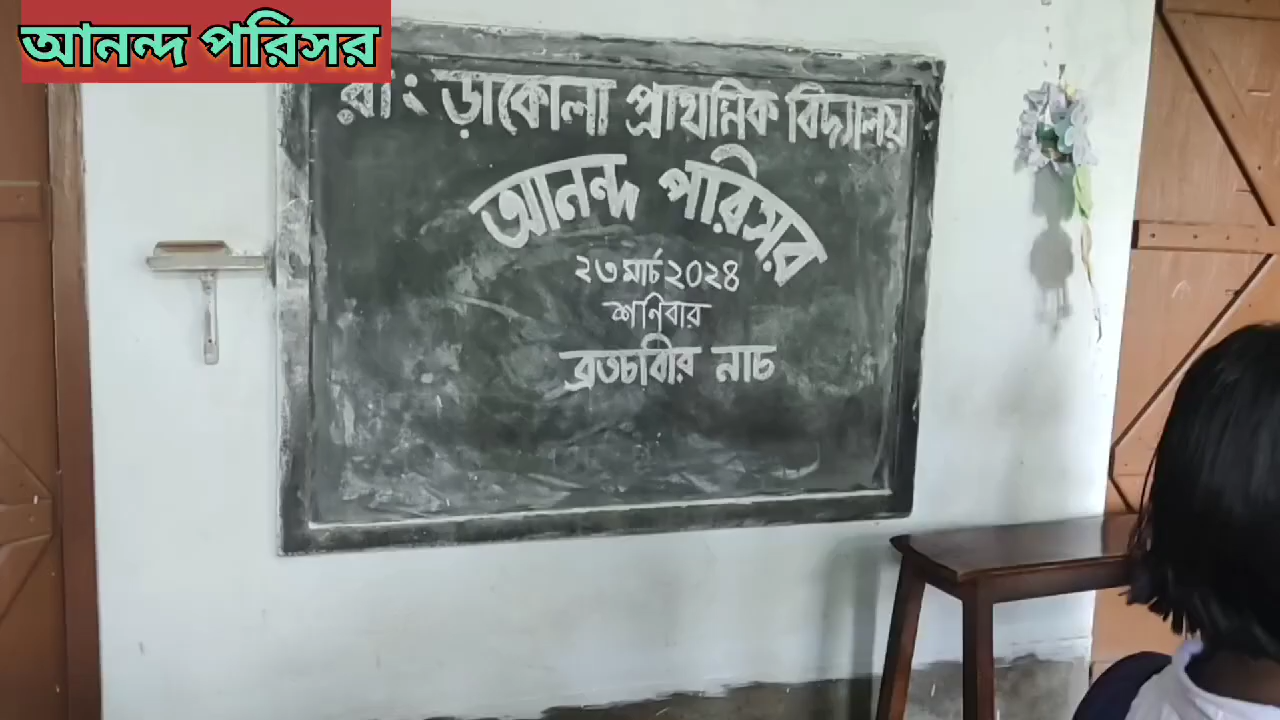 আনন্দ পরিসর
রাং ড়াকোলা প্রাথমিক বিদ্যালয়
আনন্দ পরিসর
২৩ মার্চ ২০২৪
শনিবার
ব্রতচারীর নাচ